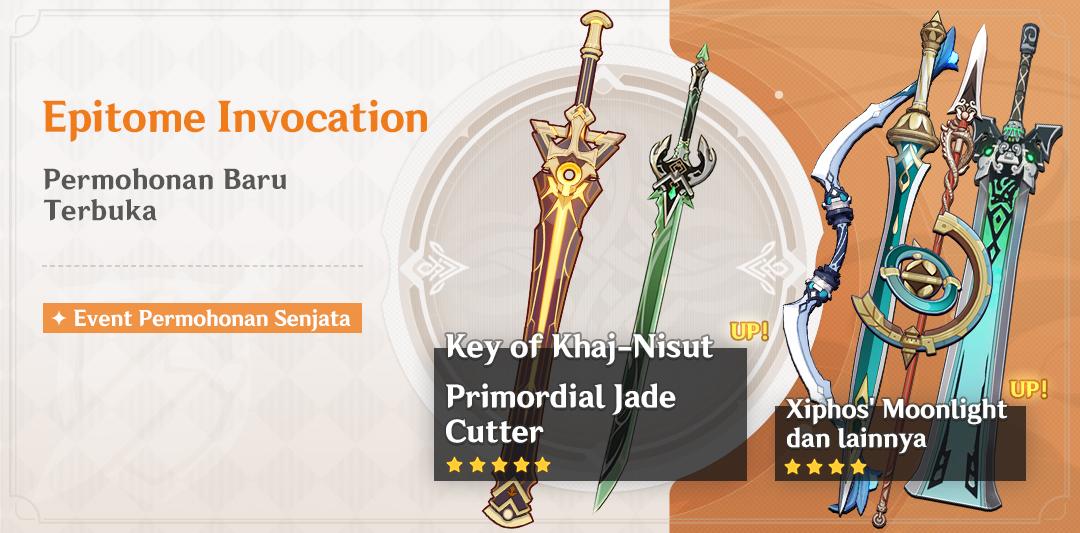 Epitome Invocation
Permohonan Baru
Terbuka
✦ Event Permohonan Senjata
UP!
Key of Khaj-Nisut
Primordial Jade
Cutter
UP!
Xiphos' Moonlight
dan lainnya